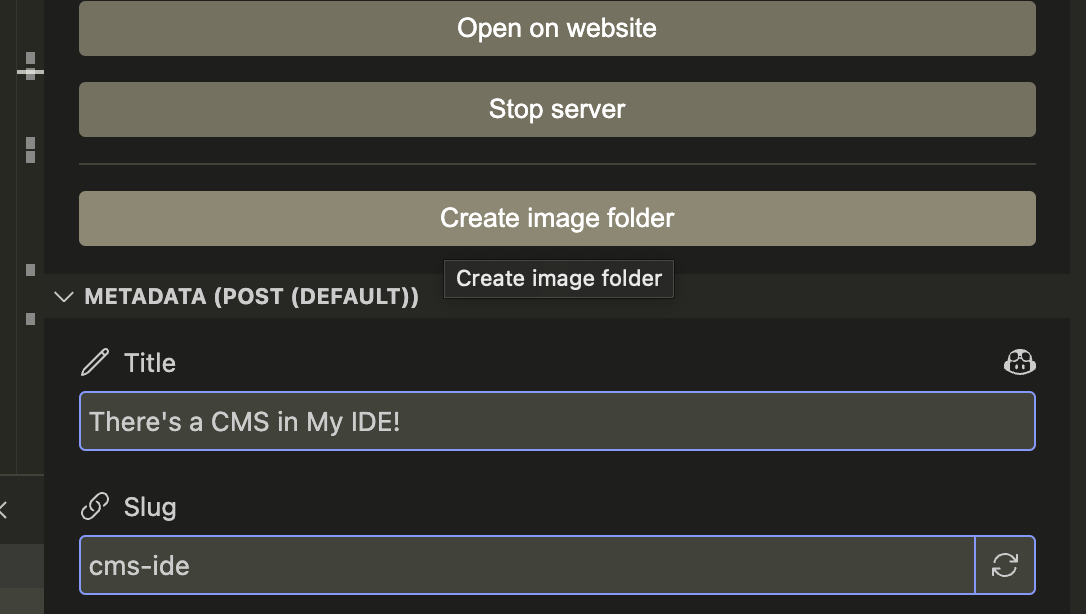 Open on website
Stop server
Create image folder
Create image folder
METADATA (POST (DEFAULT))
Title
There's a CMS in My IDE!
Slug
cms-ide